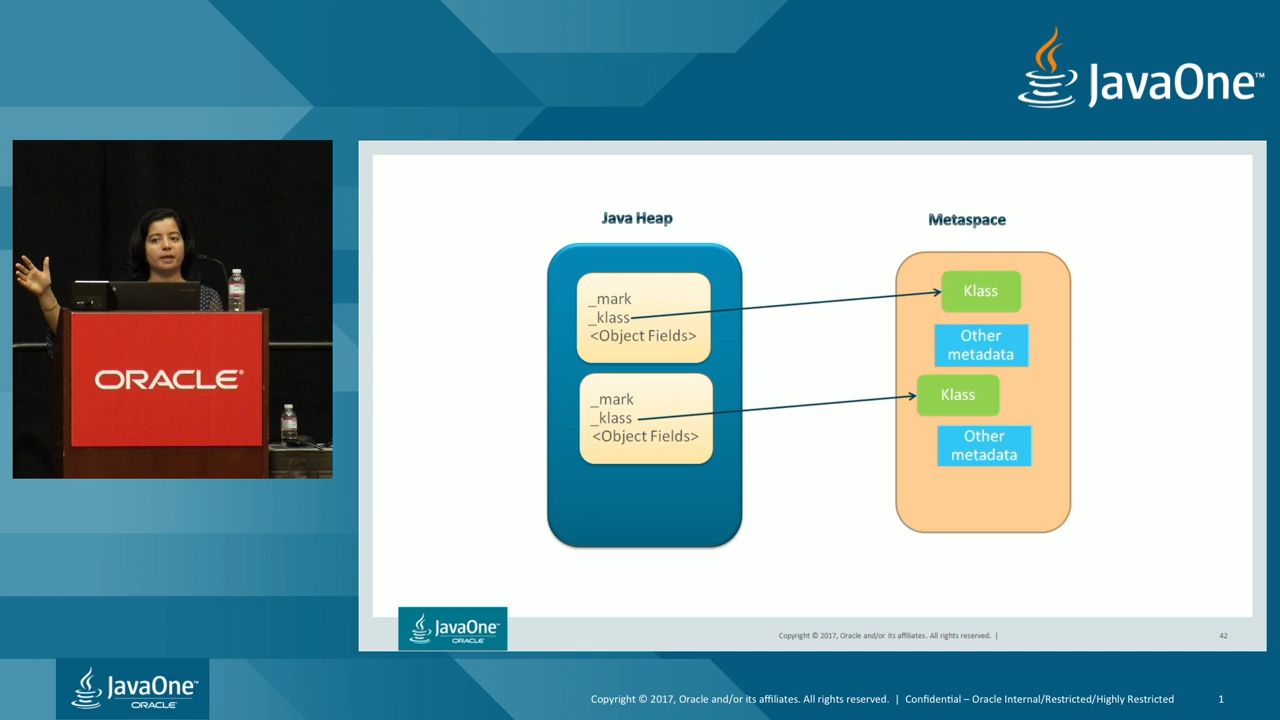 JavaOne™
ORACLE®
Java Heap
Metaspace
_mark
_klass
<Object Fields>
_mark
_klass
<Object Fields>
Klass
Other
metadata
Klass
Other
metadata
JavaOne™
ORACLE
Copyright © 2017, Oracle and/or its affiliates. All rights reserved. |
42
JavaOne™
ORACLE
Copyright © 2017, Oracle and/or its affiliates. All rights reserved. | Confidential – Oracle Internal/Restricted/Highly Restricted
1